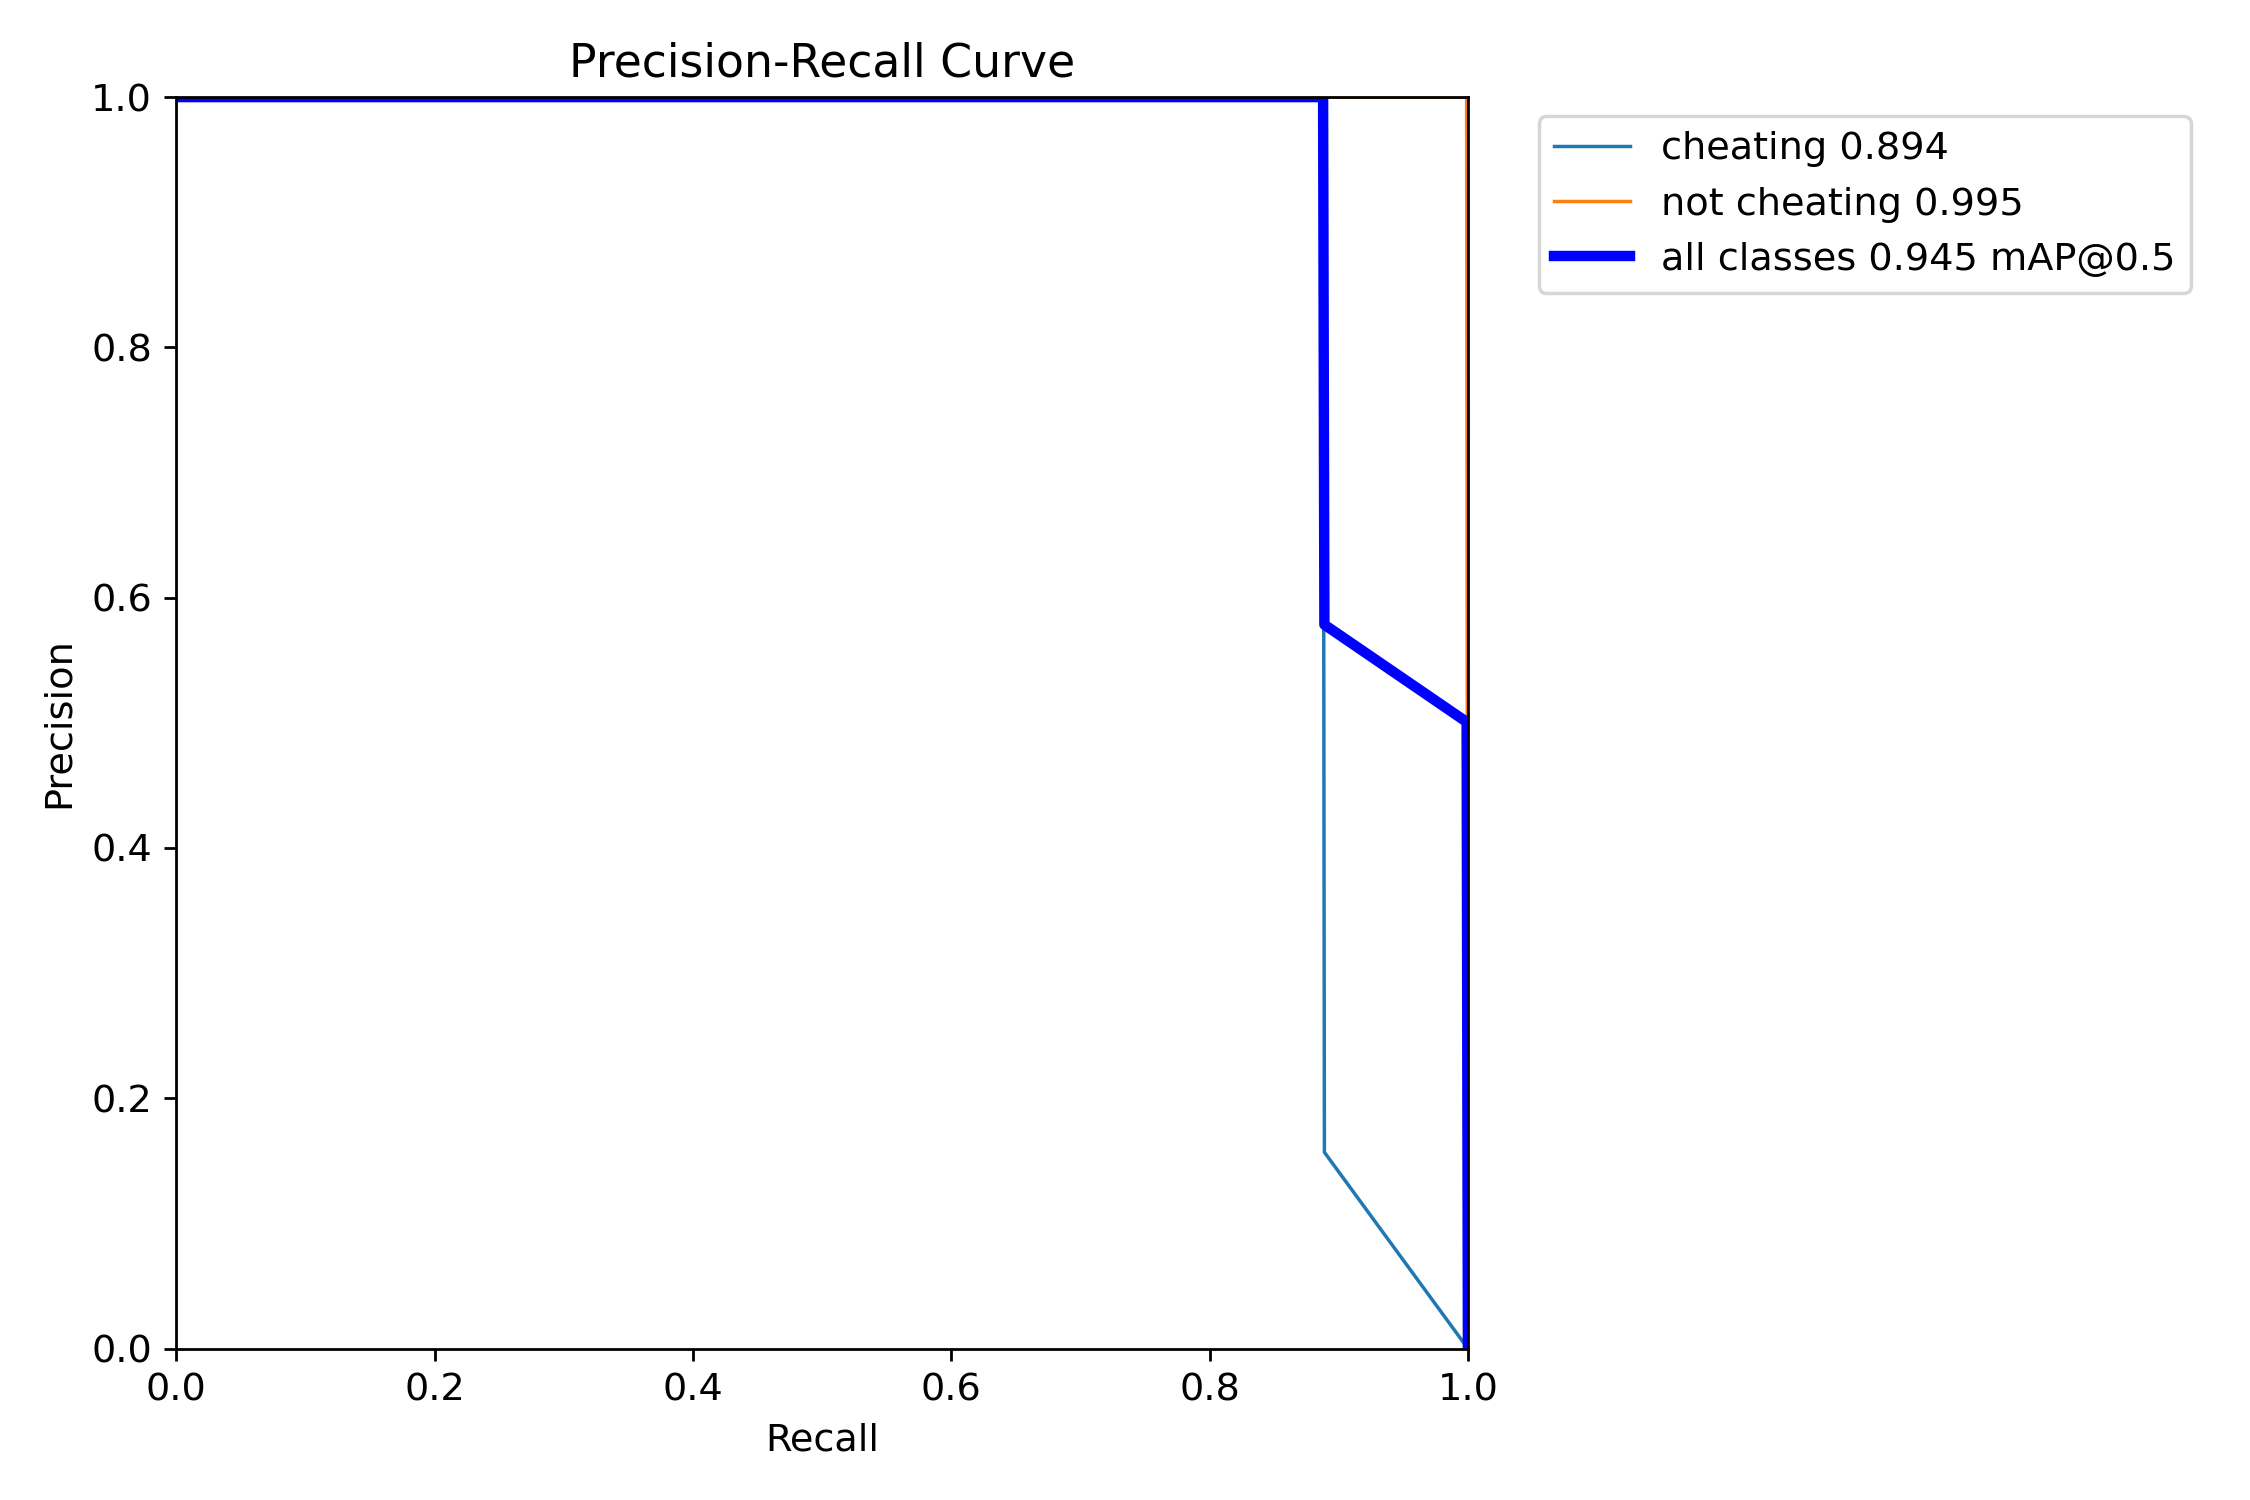 Precision-Recall Curve
1.0
0.8
0.6
0.4
0.2
0.0
Precision
0.0 0.2 0.4 0.6 0.8 1.0
Recall
cheating 0.894
not cheating 0.995
all classes 0.945 mAP@0.5